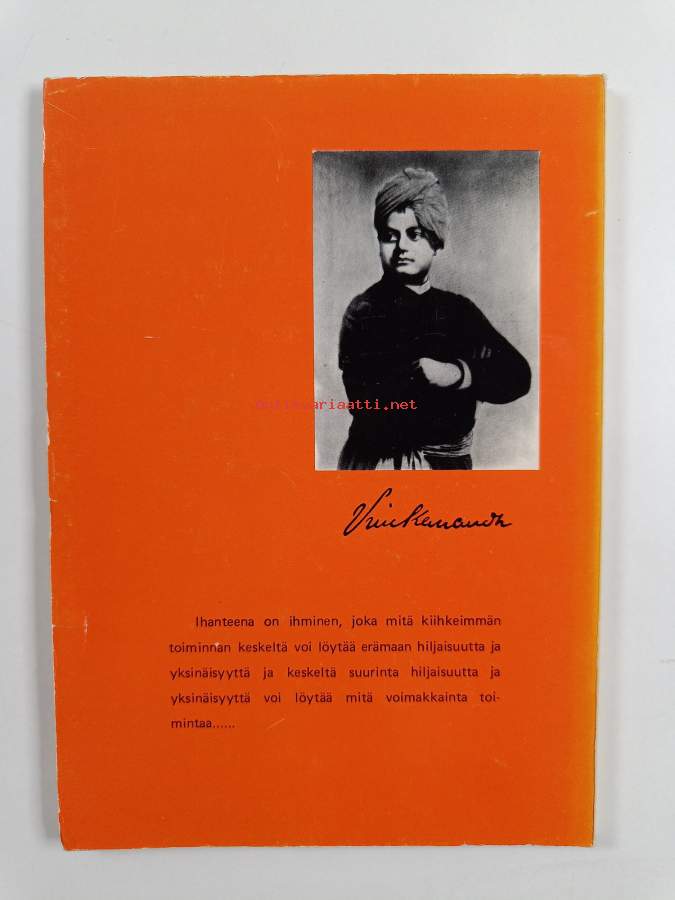 antikvariaatti.net
Vivekananda
Ihanteena on ihminen, joka mitä kiihkeimmän
toiminnan keskeltä voi löytää erämaan hiljaisuutta ja
yksinäisyyttä ja keskeltä suurinta hiljaisuutta ja
yksinäisyyttä voi löytää mitä voimakkainta toi-
mintaa......